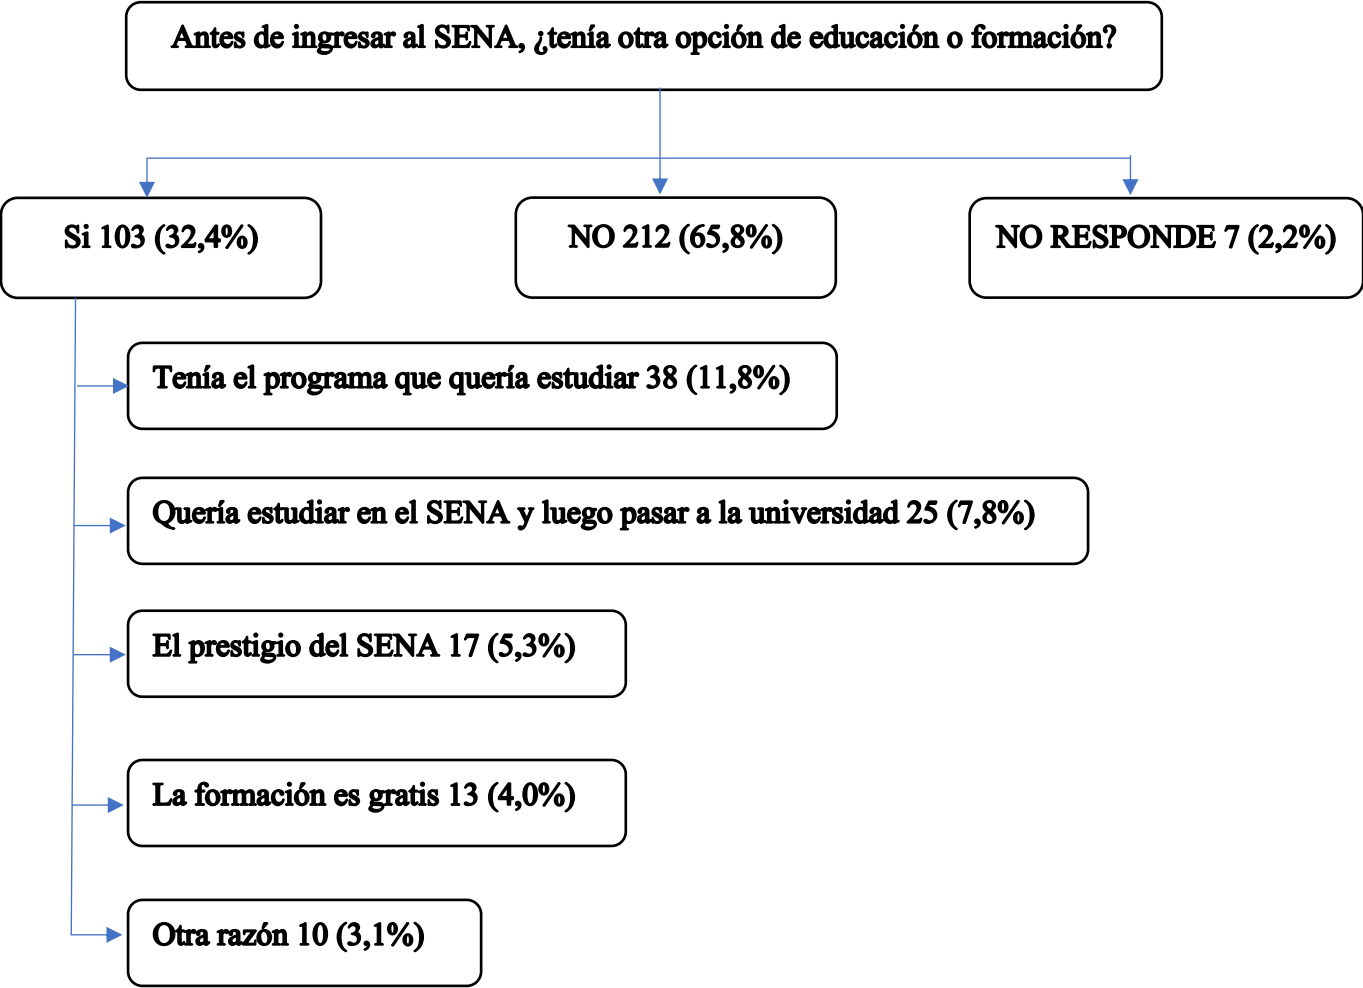 Antes de ingresar al SENA, ¿tenía otra opción de educación o formación?
Si 103 (32,4%)
NO 212 (65,8%)
NO RESPONDE 7 (2,2%)
Tenía el programa que quería estudiar 38 (11,8%)
Quería estudiar en el SENA y luego pasar a la universidad 25 (7,8%)
El prestigio del SENA 17 (5,3%)
La formación es gratis 13 (4,0%)
Otra razón 10 (3,1%)